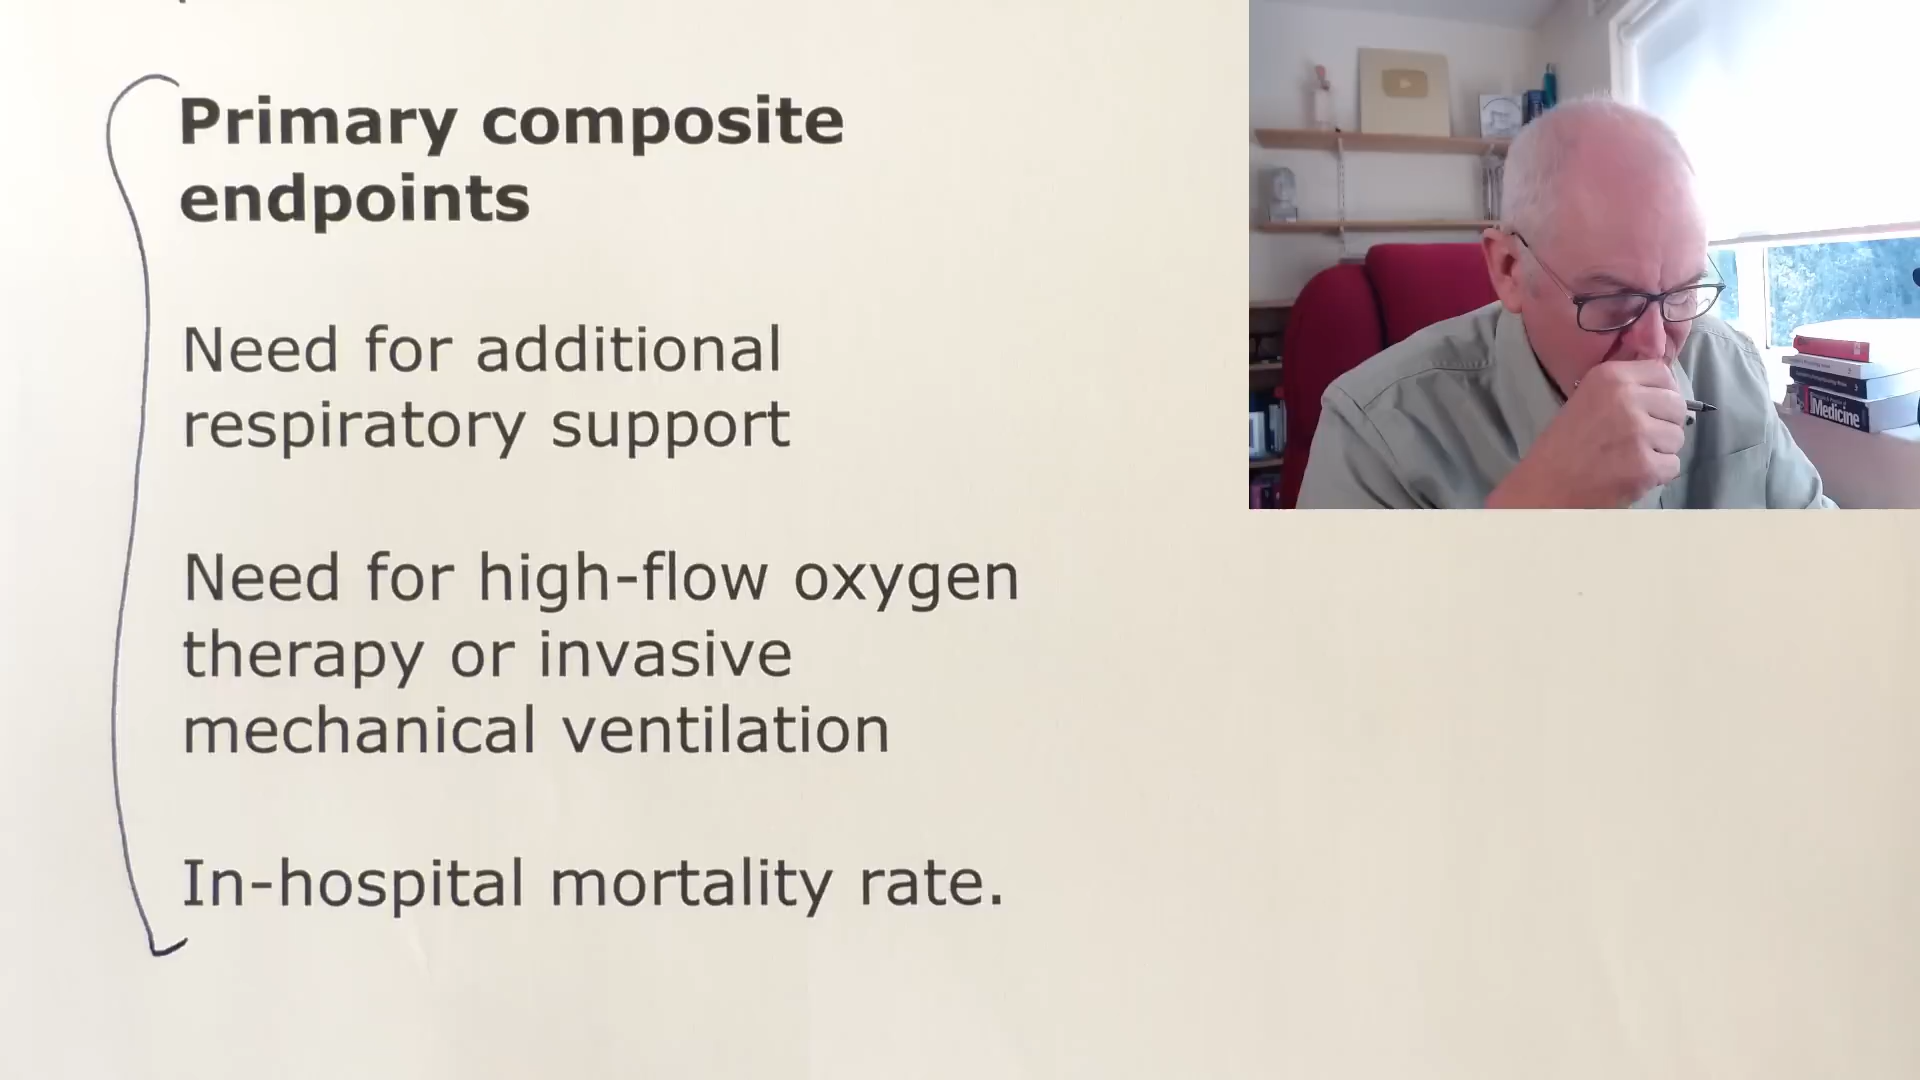 Primary composite
endpoints
Need for additional
respiratory support
Need for high-flow oxygen
therapy or invasive
mechanical ventilation
In-hospital mortality rate.
Medicine